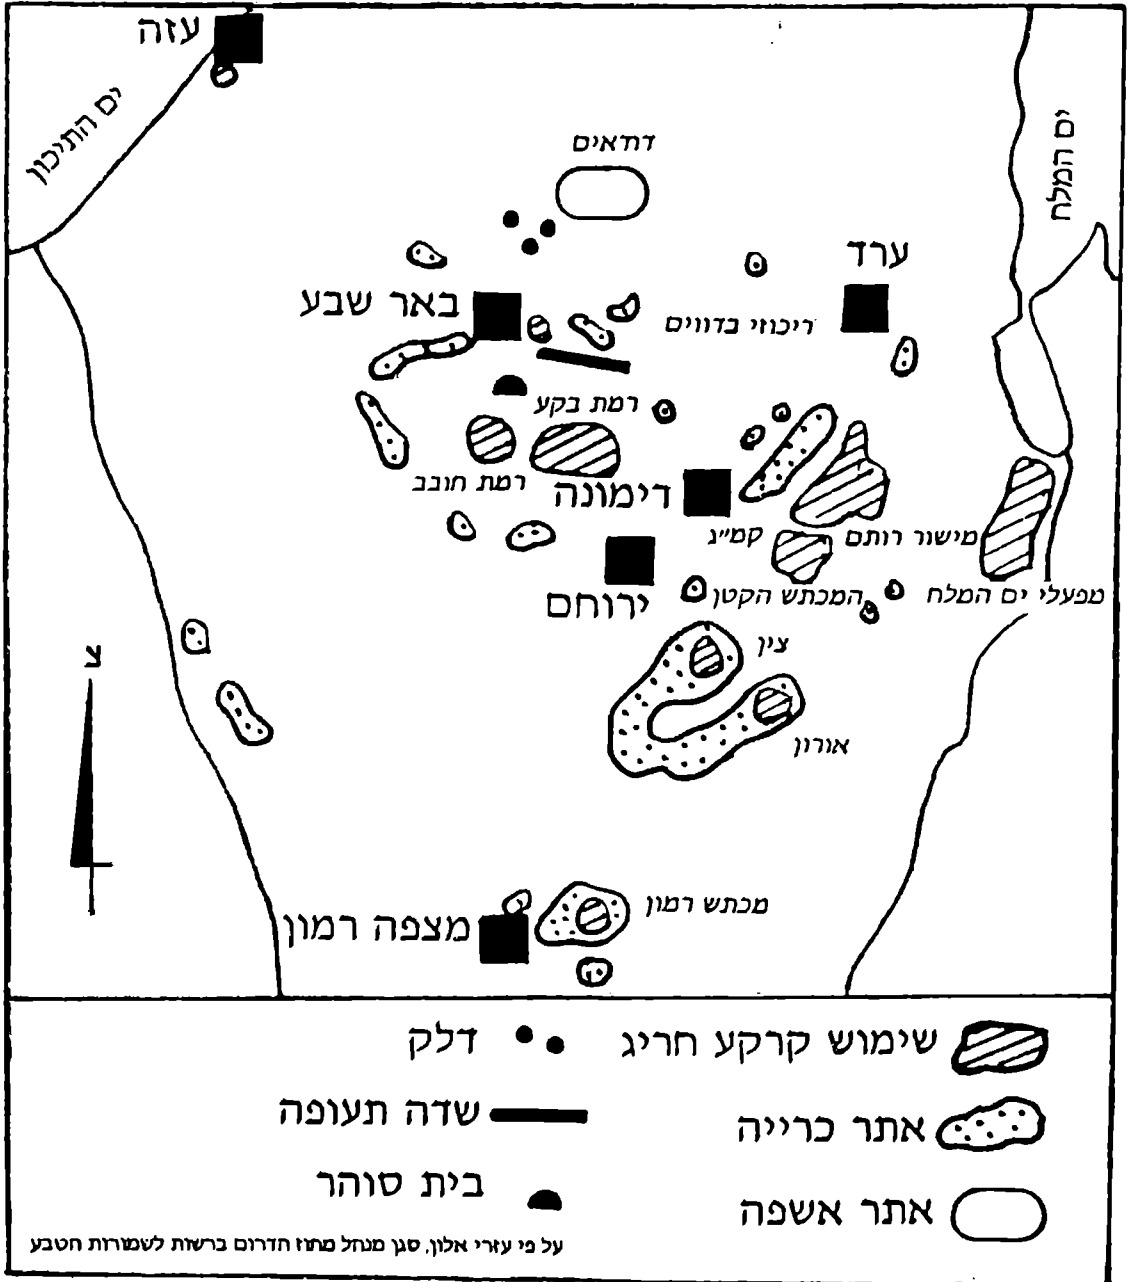 עזה
ים התיכון
ים המלח
דודאים
ערד
באר שבע
ריכוזי בדווים
רמת בקע
רמת חובב
דימונה
קמ״ג
מישור רותם
ירוחם
המכתש הקטן
מפעלי ים המלח
צין
צ
אורון
מכתש רמון
מצפה רמון
שימוש קרקע חריג
אתר כרייה
אתר אשפה
דלק
שדה תעופה
בית סוהר
על פי עזרי אלון, סגן מנהל מחוז הדרום ברשות לשמורות הטבע